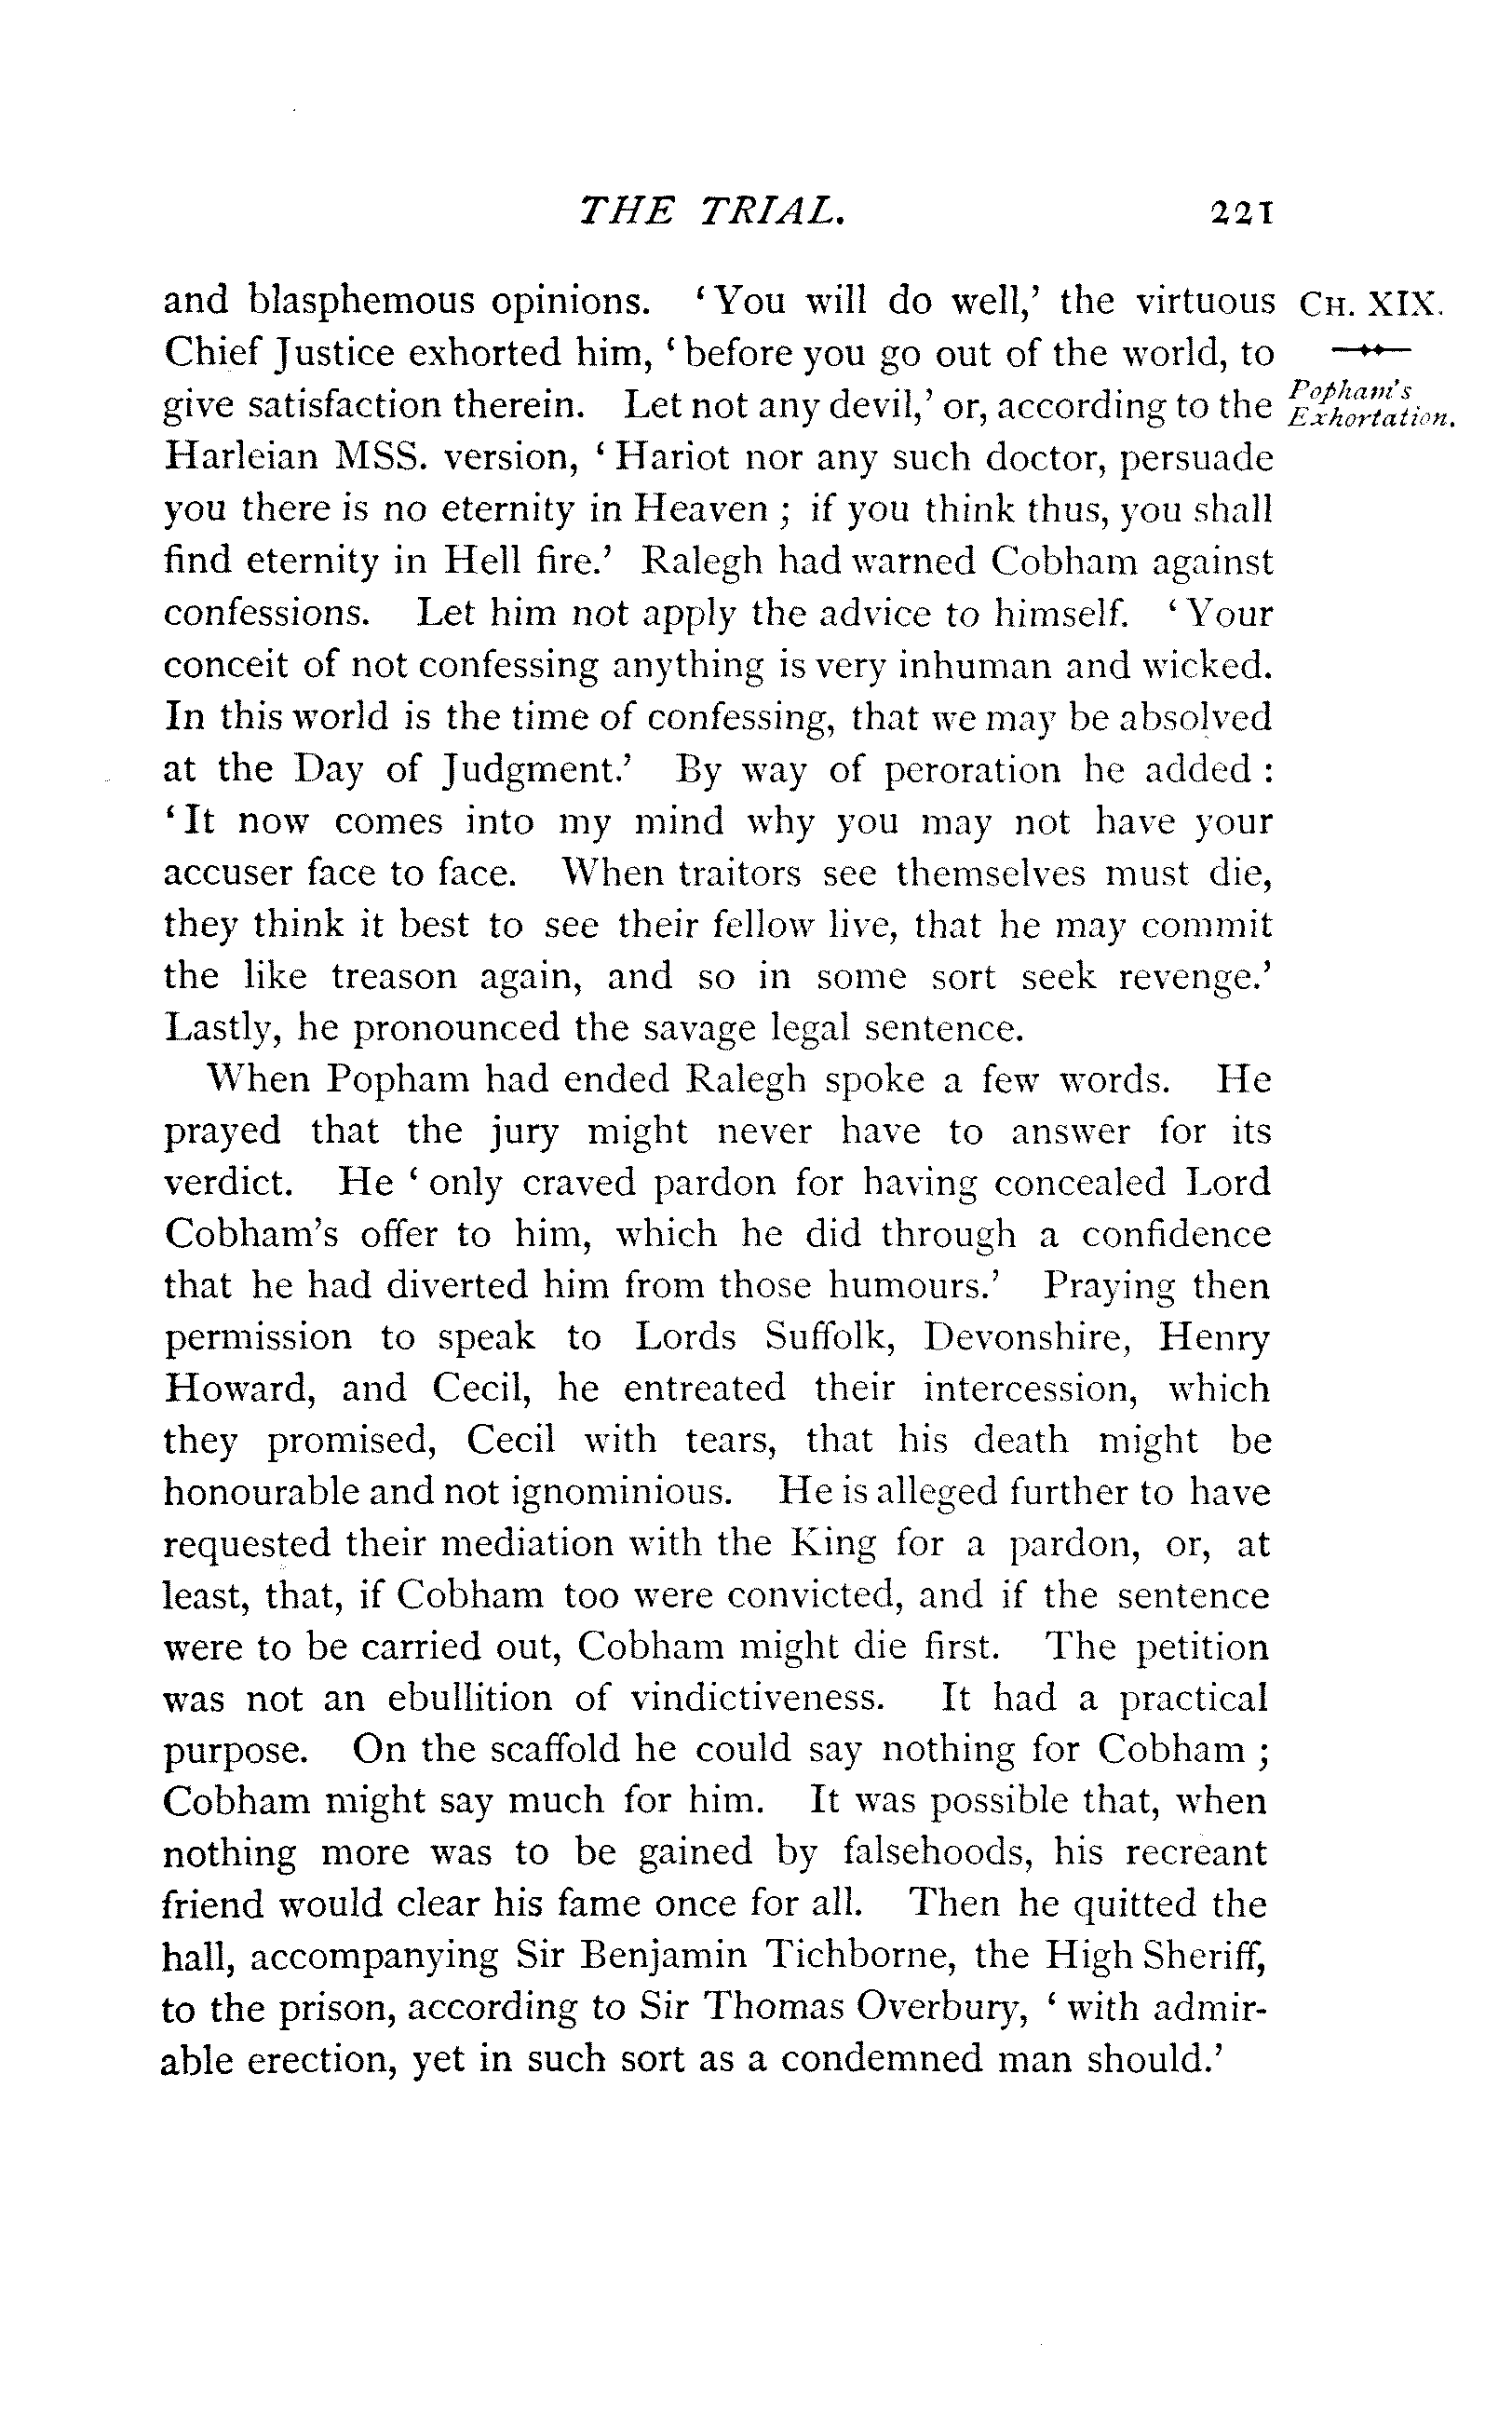 THE TRIAL. 221
and blasphemous opinions. ‘You will do well,’ the virtuous
CH. XIX.
Chief Justice exhorted him, ‘before you go out of the world, to
give satisfaction therein. Let not any devil,’ or, according to the
Popham's
Exhortation.
Harleian MSS. version, ‘Hariot nor any such doctor, persuade
you there is no eternity in Heaven ; if you think thus, you shall
find eternity in Hell fire.’ Ralegh had warned Cobham against
confessions. Let him not apply the advice to himself. ‘Your
conceit of not confessing anything is very inhuman and wicked.
In this world is the time of confessing, that we may be absolved
at the Day of Judgment.’ By way of peroration he added :
‘It now comes into my mind why you may not have your
accuser face to face. When traitors see themselves must die,
they think it best to see their fellow live, that he may commit
the like treason again, and so in some sort seek revenge.’
Lastly, he pronounced the savage legal sentence.
When Popham had ended Ralegh spoke a few words. He
prayed that the jury might never have to answer for its
verdict. He ‘only craved pardon for having concealed Lord
Cobham’s offer to him, which he did through a confidence
that he had diverted him from those humours.’ Praying then
permission to speak to Lords Suffolk, Devonshire, Henry
Howard, and Cecil, he entreated their intercession, which
they promised, Cecil with tears, that his death might be
honourable and not ignominious. He is alleged further to have
requested their mediation with the King for a pardon, or, at
least, that, if Cobham too were convicted, and if the sentence
were to be carried out, Cobham might die first. The petition
was not an ebullition of vindictiveness. It had a practical
purpose. On the scaffold he could say nothing for Cobham ;
Cobham might say much for him. It was possible that, when
nothing more was to be gained by falsehoods, his recreant
friend would clear his fame once for all. Then he quitted the
hall, accompanying Sir Benjamin Tichborne, the High Sheriff,
to the prison, according to Sir Thomas Overbury, ‘with admir-
able erection, yet in such sort as a condemned man should.’